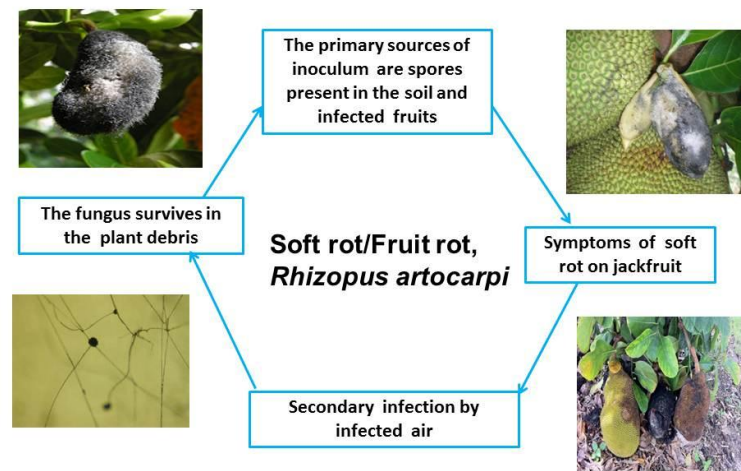 The primary sources of
inoculum are spores
present in the soil and
infected fruits
The fungus survives in
the plant debris
Soft rot/Fruit rot,
Rhizopus artocarpi
Symptoms of soft
rot on jackfruit
Secondary infection by
infected air